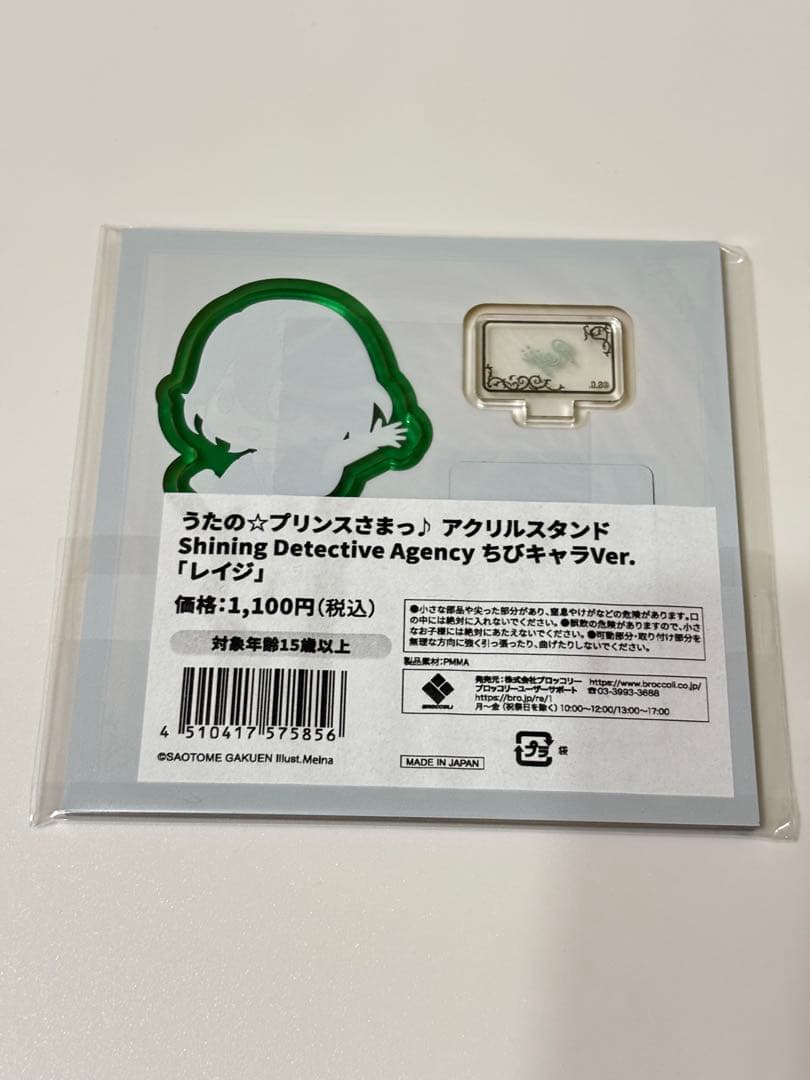 うたの☆プリンスさまっ♪ アクリルスタンド
Shining Detective Agency ちびキャラVer.
「レイジ」
価格：1,100円（税込）
対象年齢15歳以上
●小さな部品や尖った部分があり、窒息やけがなどの危険があります。口
の中には絶対に入れないでください。●誤飲の危険がありますので、小さ
なお子様には絶対にあたえないでください。●可動部分・取り付け部分を
無理な方向に強く引っ張ったり、曲げたりしないでください。
製品素材：PMMA
BROCCOLI
発売元：株式会社ブロッコリー https://www.broccoli.co.jp/
ブロッコリーユーザーサポート ☎03-3993-3688
https://bro.jp/re/1
月〜金（祝祭日を除く）10:00〜12:00/13:00〜17:00
4 510417 575856
©SAOTOME GAKUEN Illust.Meina
MADE IN JAPAN
プラ 袋